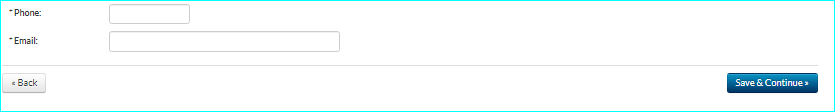 * Phone:
* Email:
« Back Save & Continue »